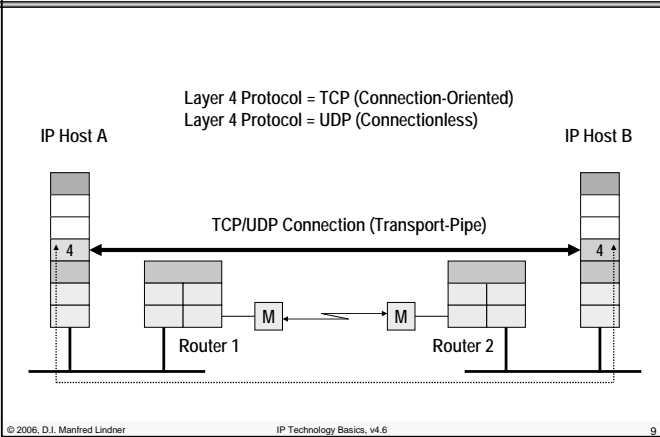 Layer 4 Protocol = TCP (Connection-Oriented)
Layer 4 Protocol = UDP (Connectionless)
IP Host A
IP Host B
TCP/UDP Connection (Transport-Pipe)
4
4
M
M
Router 1
Router 2
© 2006, D.I. Manfred Lindner
IP Technology Basics, v4.6
9